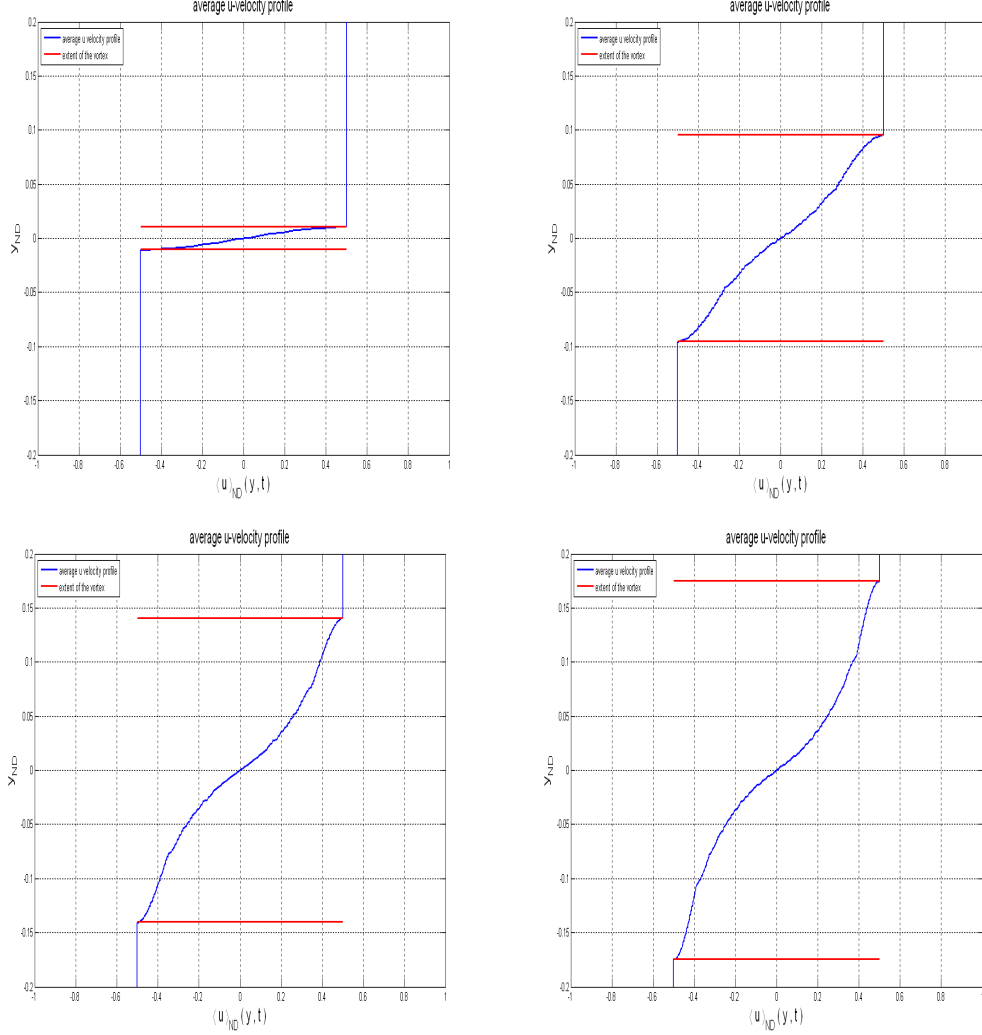 average u-velocity profile
average u velocity profile
extent of the vortex
0.2
0.15
0.1
0.05
0
-0.05
-0.1
-0.15
-0.2
y_ND
-1 -0.8 -0.6 -0.4 -0.2 0 0.2 0.4 0.6 0.8 1
⟨u⟩_ND (y,t)
average u-velocity profile
average u velocity profile
extent of the vortex
0.2
0.15
0.1
0.05
0
-0.05
-0.1
-0.15
-0.2
y_ND
-1 -0.8 -0.6 -0.4 -0.2 0 0.2 0.4 0.6 0.8 1
⟨u⟩_ND (y,t)
average u-velocity profile
average u velocity profile
extent of the vortex
0.2
0.15
0.1
0.05
0
-0.05
-0.1
-0.15
-0.2
y_ND
-1 -0.8 -0.6 -0.4 -0.2 0 0.2 0.4 0.6 0.8 1
⟨u⟩_ND (y,t)
average u-velocity profile
average u velocity profile
extent of the vortex
0.2
0.15
0.1
0.05
0
-0.05
-0.1
-0.15
-0.2
y_ND
-1 -0.8 -0.6 -0.4 -0.2 0 0.2 0.4 0.6 0.8 1
⟨u⟩_ND (y,t)